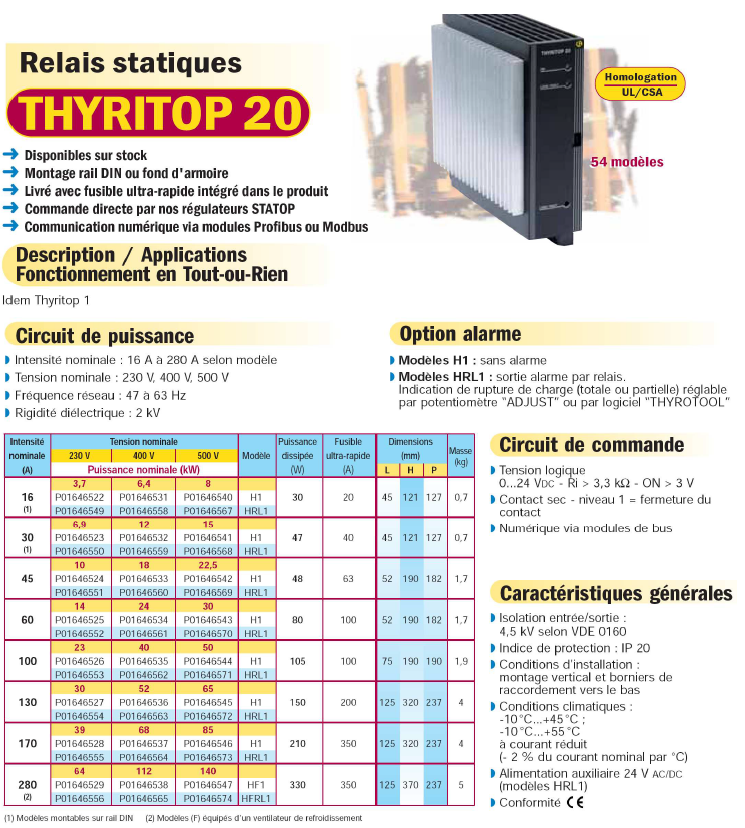 Relais statiques
THYRITOP 20
THYRITOP 20
Homologation
UL/CSA
54 modèles
➔ Disponibles sur stock
➔ Montage rail DIN ou fond d'armoire
➔ Livré avec fusible ultra-rapide intégré dans le produit
➔ Commande directe par nos régulateurs STATOP
➔ Communication numérique via modules Profibus ou Modbus
Description / Applications
Fonctionnement en Tout-ou-Rien
Idem Thyritop 1
Circuit de puissance
Intensité nominale : 16 A à 280 A selon modèle
Tension nominale : 230 V, 400 V, 500 V
Fréquence réseau : 47 à 63 Hz
Rigidité diélectrique : 2 kV
Option alarme
Modèles H1 : sans alarme
Modèles HRL1 : sortie alarme par relais.
Indication de rupture de charge (totale ou partielle) réglable
par potentiomètre "ADJUST" ou par logiciel "THYROTOOL"
Intensité nominale (A) Tension nominale Modèle Puissance dissipée (W) Fusible ultra-rapide (A) Dimensions (mm) Masse (kg)
230 V 400 V 500 V L H P
Puissance nominale (kW)
3,7 6,4 8
16 (1) P01646522 P01646531 P01646540 H1 30 20 45 121 127 0,7
P01646549 P01646558 P01646567 HRL1
6,9 12 15
30 (1) P01646523 P01646532 P01646541 H1 47 40 45 121 127 0,7
P01646550 P01646559 P01646568 HRL1
10 18 22,5
45 P01646524 P01646533 P01646542 H1 48 63 52 190 182 1,7
P01646551 P01646560 P01646569 HRL1
14 24 30
60 P01646525 P01646534 P01646543 H1 80 100 52 190 182 1,7
P01646552 P01646561 P01646570 HRL1
23 40 50
100 P01646526 P01646535 P01646544 H1 105 100 75 190 190 1,9
P01646553 P01646562 P01646571 HRL1
30 52 65
130 P01646527 P01646536 P01646545 H1 150 200 125 320 237 4
P01646554 P01646563 P01646572 HRL1
39 68 85
170 P01646528 P01646537 P01646546 H1 210 350 125 320 237 4
P01646555 P01646564 P01646573 HRL1
64 112 140
280 (2) P01646529 P01646538 P01646547 HF1 330 350 125 370 237 5
P01646556 P01646565 P01646574 HFRL1
(1) Modèles montables sur rail DIN (2) Modèles (F) équipés d'un ventilateur de refroidissement
Circuit de commande
Tension logique
0...24 VDC - Ri > 3,3 kΩ - ON > 3 V
Contact sec - niveau 1 = fermeture du
contact
Numérique via modules de bus
Caractéristiques générales
Isolation entrée/sortie :
4,5 kV selon VDE 0160
Indice de protection : IP 20
Conditions d'installation :
montage vertical et borniers de
raccordement vers le bas
Conditions climatiques :
-10°C...+45°C ;
-10°C...+55°C
à courant réduit
(- 2 % du courant nominal par °C)
Alimentation auxiliaire 24 V AC/DC
(modèles HRL1)
Conformité CE